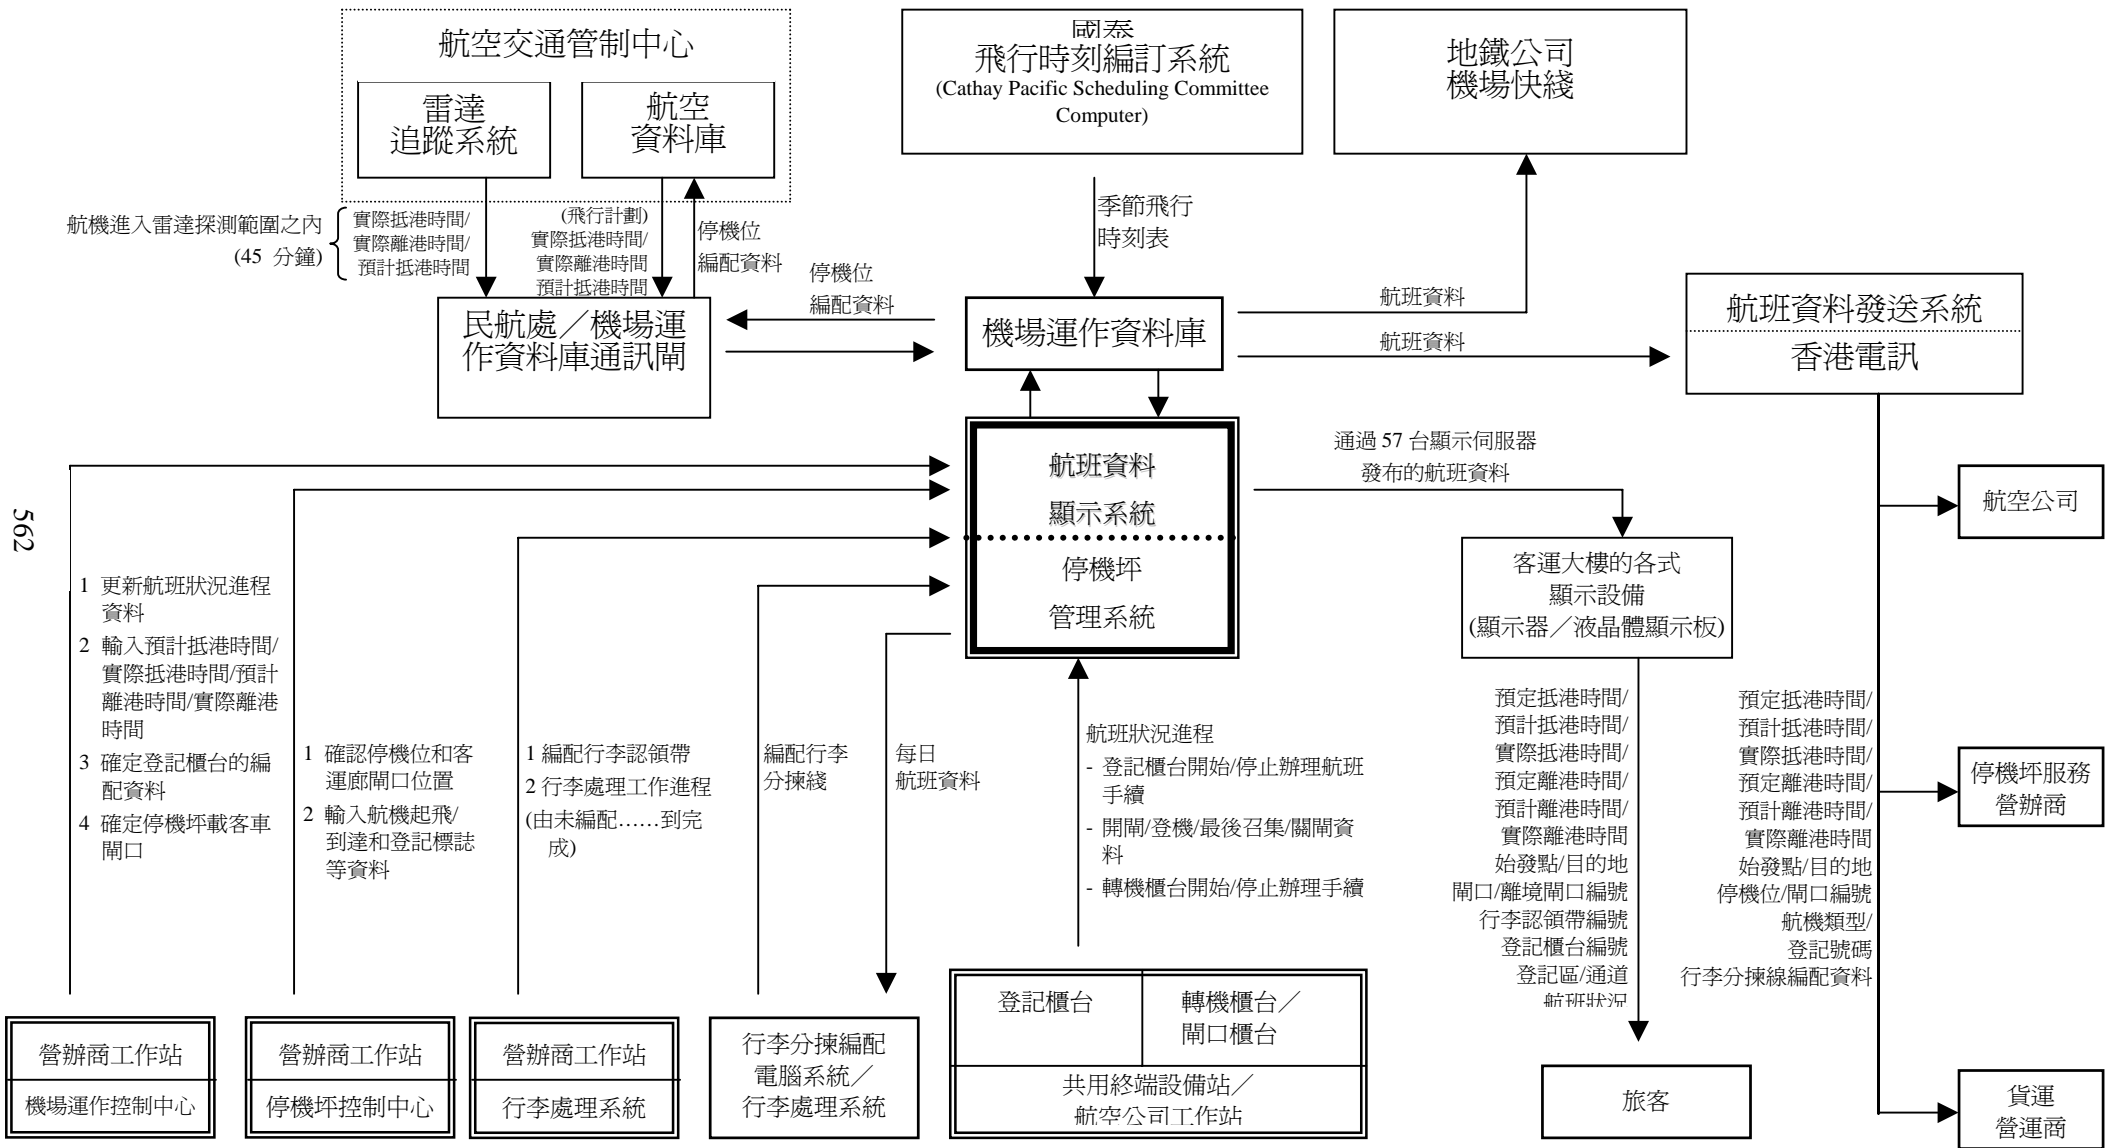 航空交通管制中心
雷達
追蹤系統
航空
資料庫
國泰
飛行時刻編訂系統
(Cathay Pacific Scheduling Committee
Computer)
地鐵公司
機場快綫
航機進入雷達探測範圍之內
(45 分鐘)
實際抵港時間/
實際離港時間/
預計抵港時間
(飛行計劃)
實際抵港時間/
實際離港時間
預計抵港時間
停機位
編配資料
停機位
編配資料
季節飛行
時刻表
航班資料
航班資料
民航處／機場運
作資料庫通訊閘
機場運作資料庫
航班資料發送系統
香港電訊
航班資料
顯示系統
停機坪
管理系統
通過 57 台顯示伺服器
發布的航班資料
客運大樓的各式
顯示設備
(顯示器／液晶體顯示板)
航空公司
停機坪服務
營辦商
貨運
營運商
562
1 更新航班狀況進程
資料
2 輸入預計抵港時間/
實際抵港時間/預計
離港時間/實際離港
時間
3 確定登記櫃台的編
配資料
4 確定停機坪載客車
閘口
1 確認停機位和客
運廊閘口位置
2 輸入航機起飛/
到達和登記標誌
等資料
1 編配行李認領帶
2 行李處理工作進程
(由未編配……到完
成)
編配行李
分揀綫
每日
航班資料
航班狀況進程
- 登記櫃台開始/停止辦理航班
手續
- 開閘/登機/最後召集/關閘資
料
- 轉機櫃台開始/停止辦理手續
預定抵港時間/
預計抵港時間/
實際抵港時間/
預定離港時間/
預計離港時間/
實際離港時間
始發點/目的地
閘口/離境閘口編號
行李認領帶編號
登記櫃台編號
登記區/通道
航班狀況
預定抵港時間/
預計抵港時間/
實際抵港時間/
預定離港時間/
預計離港時間/
實際離港時間
始發點/目的地
停機位/閘口編號
航機類型/
登記號碼
行李分揀線編配資料
營辦商工作站
機場運作控制中心
營辦商工作站
停機坪控制中心
營辦商工作站
行李處理系統
行李分揀編配
電腦系統／
行李處理系統
登記櫃台
轉機櫃台／
閘口櫃台
共用終端設備站／
航空公司工作站
旅客